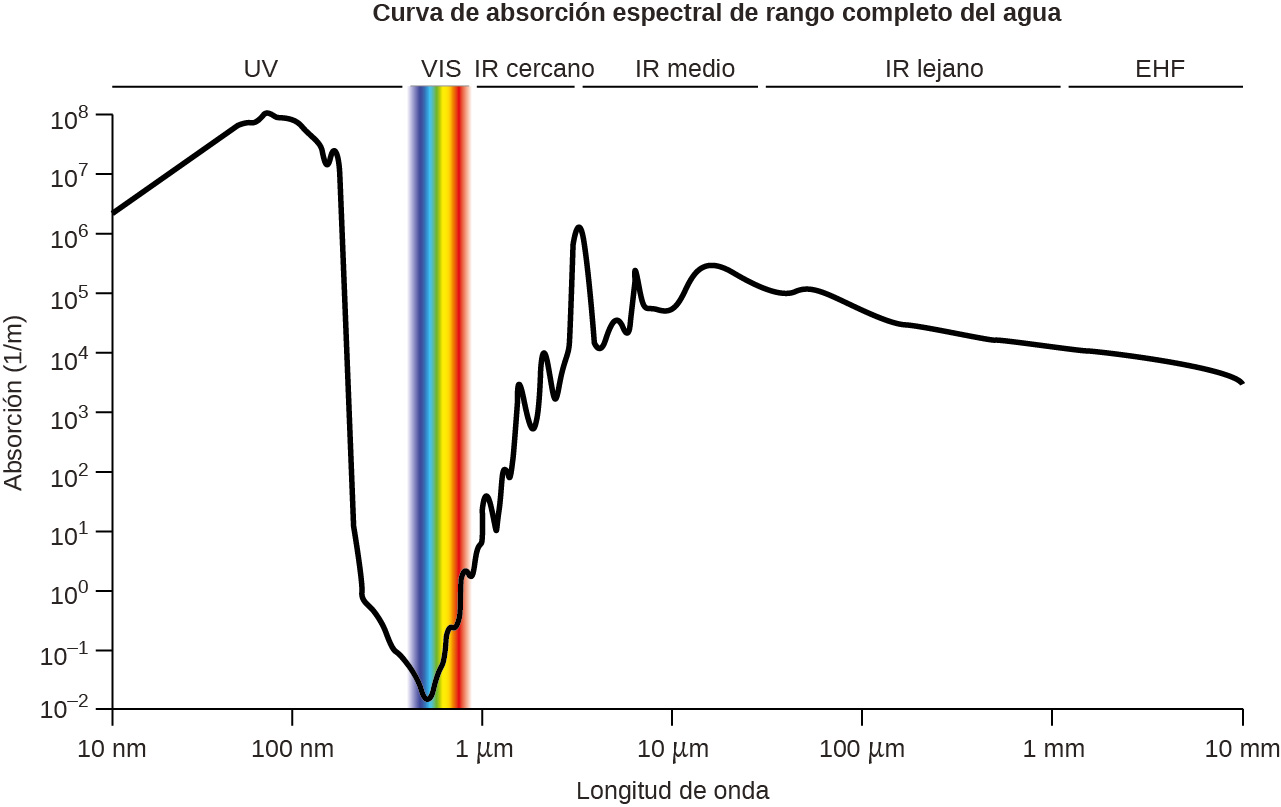 Curva de absorción espectral de rango completo del agua
UV VIS IR cercano IR medio IR lejano EHF
10⁸
10⁷
10⁶
10⁵
10⁴
10³
10²
10¹
10⁰
10⁻¹
10⁻²
Absorción (1/m)
10 nm 100 nm 1 μm 10 μm 100 μm 1 mm 10 mm
Longitud de onda